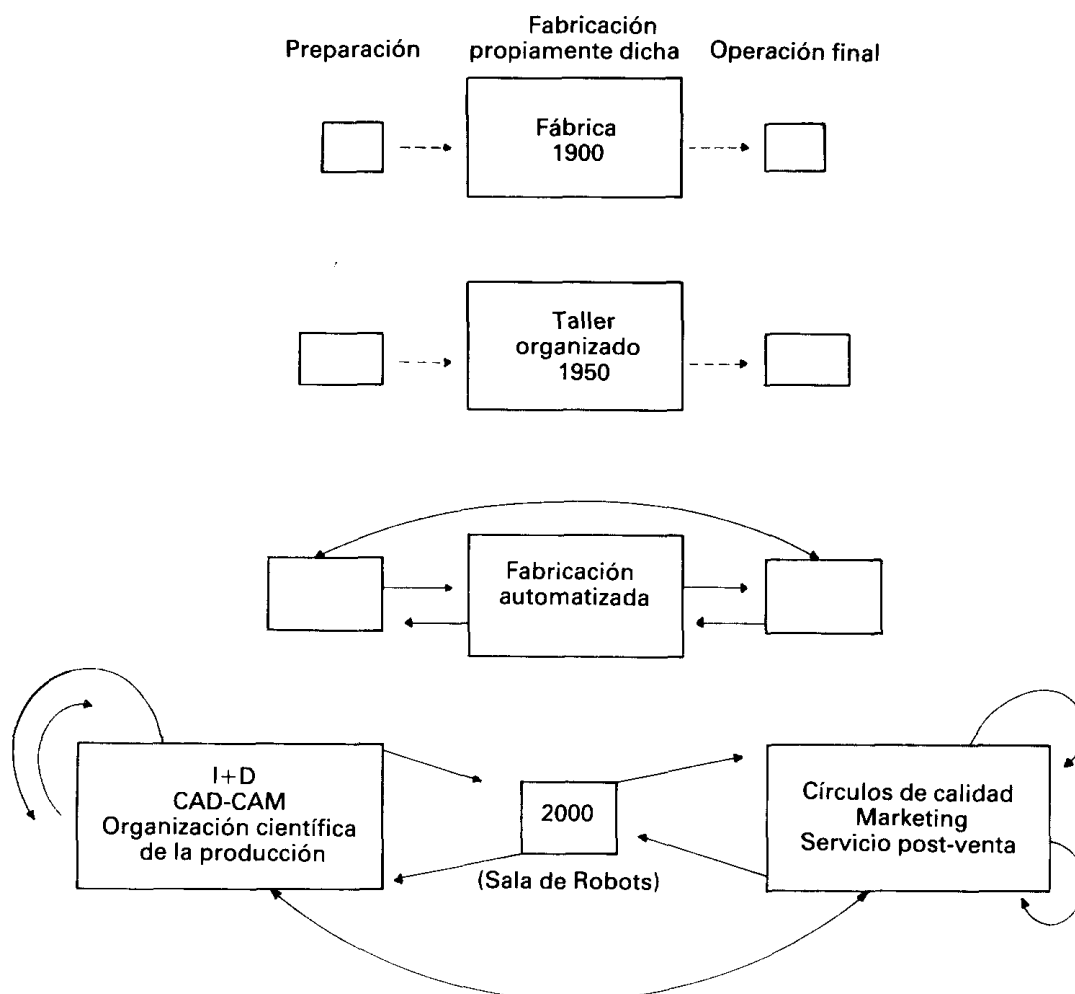 Preparación
Fabricación
propiamente dicha
Operación final
Fábrica
1900
Taller
organizado
1950
Fabricación
automatizada
I+D
CAD-CAM
Organización científica
de la producción
2000
(Sala de Robots)
Círculos de calidad
Marketing
Servicio post-venta